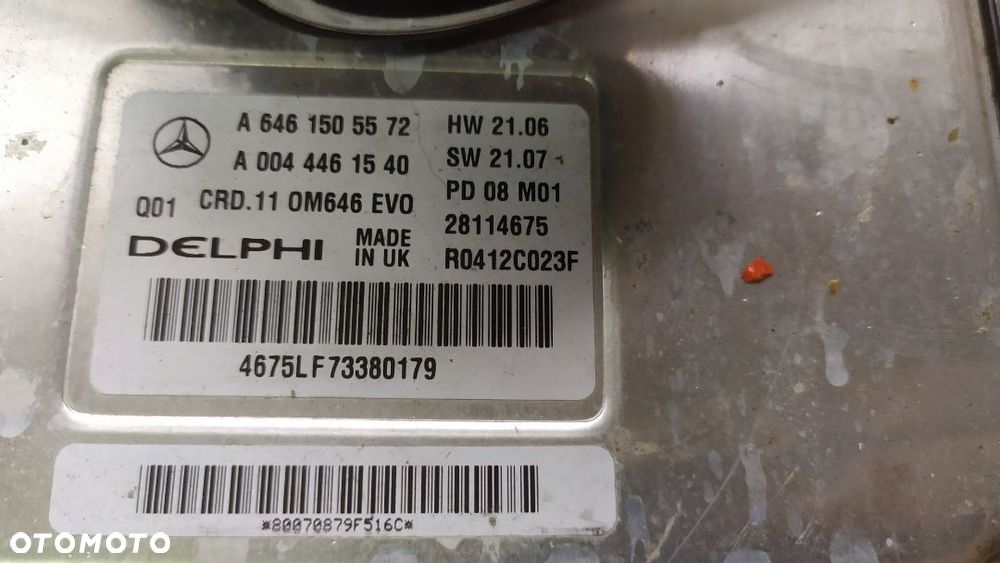 A 646 150 55 72
HW 21.06
A 004 446 15 40
SW 21.07
Q01 CRD.11 OM646 EVO
PD 08 M01
28114675
DELPHI
MADE
IN UK
R0412C023F
4675LF73380179
*80070879F516C*
OTOMOTO